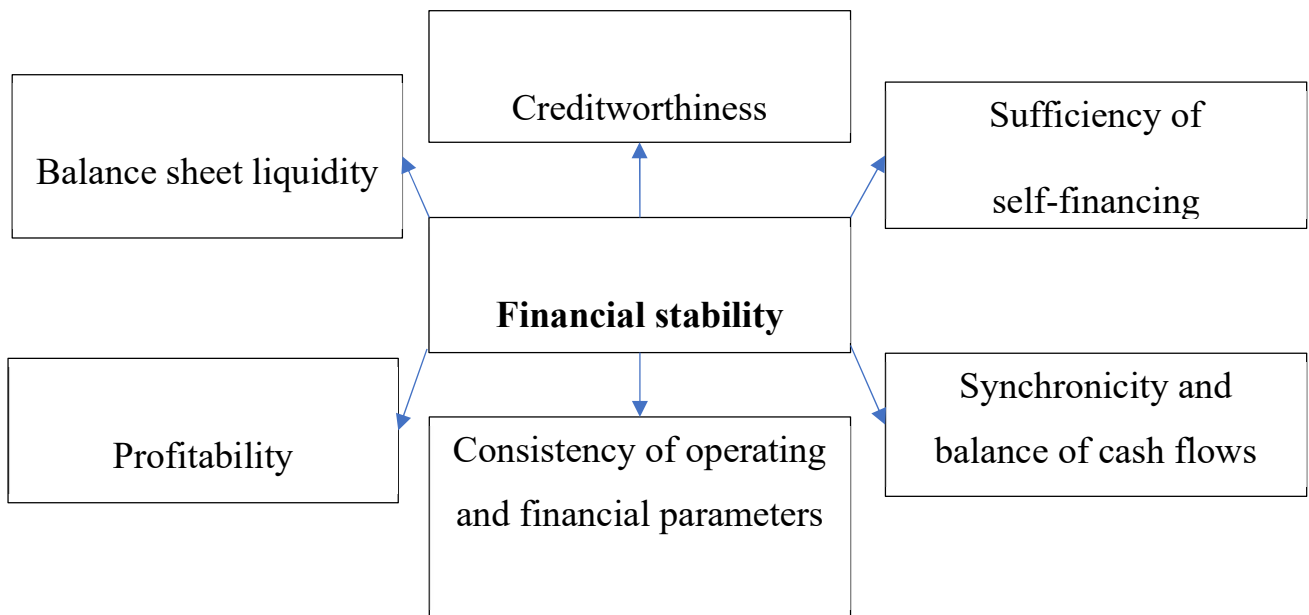 Creditworthiness
Balance sheet liquidity
Sufficiency of
self-financing
Financial stability
Profitability
Consistency of operating
and financial parameters
Synchronicity and
balance of cash flows